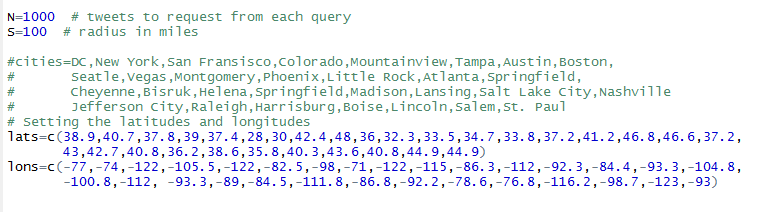 N=1000  # tweets to request from each query
S=100  # radius in miles
#cities=DC,New York,San Fransisco,Colorado,Mountainview,Tampa,Austin,Boston,
#       Seatle,Vegas,Montgomery,Phoenix,Little Rock,Atlanta,Springfield,
#       Cheyenne,Bisruk,Helena,Springfield,Madison,Lansing,Salt Lake City,Nashville
#       Jefferson City,Raleigh,Harrisburg,Boise,Lincoln,Salem,St. Paul
# Setting the latitudes and longitudes
lats=c(38.9,40.7,37.8,39,37.4,28,30,42.4,48,36,32.3,33.5,34.7,33.8,37.2,41.2,46.8,46.6,37.2,
43,42.7,40.8,36.2,38.6,35.8,40.3,43.6,40.8,44.9,44.9)
lons=c(-77,-74,-122,-105.5,-122,-82.5,-98,-71,-122,-115,-86.3,-112,-92.3,-84.4,-93.3,-104.8,
-100.8,-112, -93.3,-89,-84.5,-111.8,-86.8,-92.2,-78.6,-76.8,-116.2,-98.7,-123,-93)